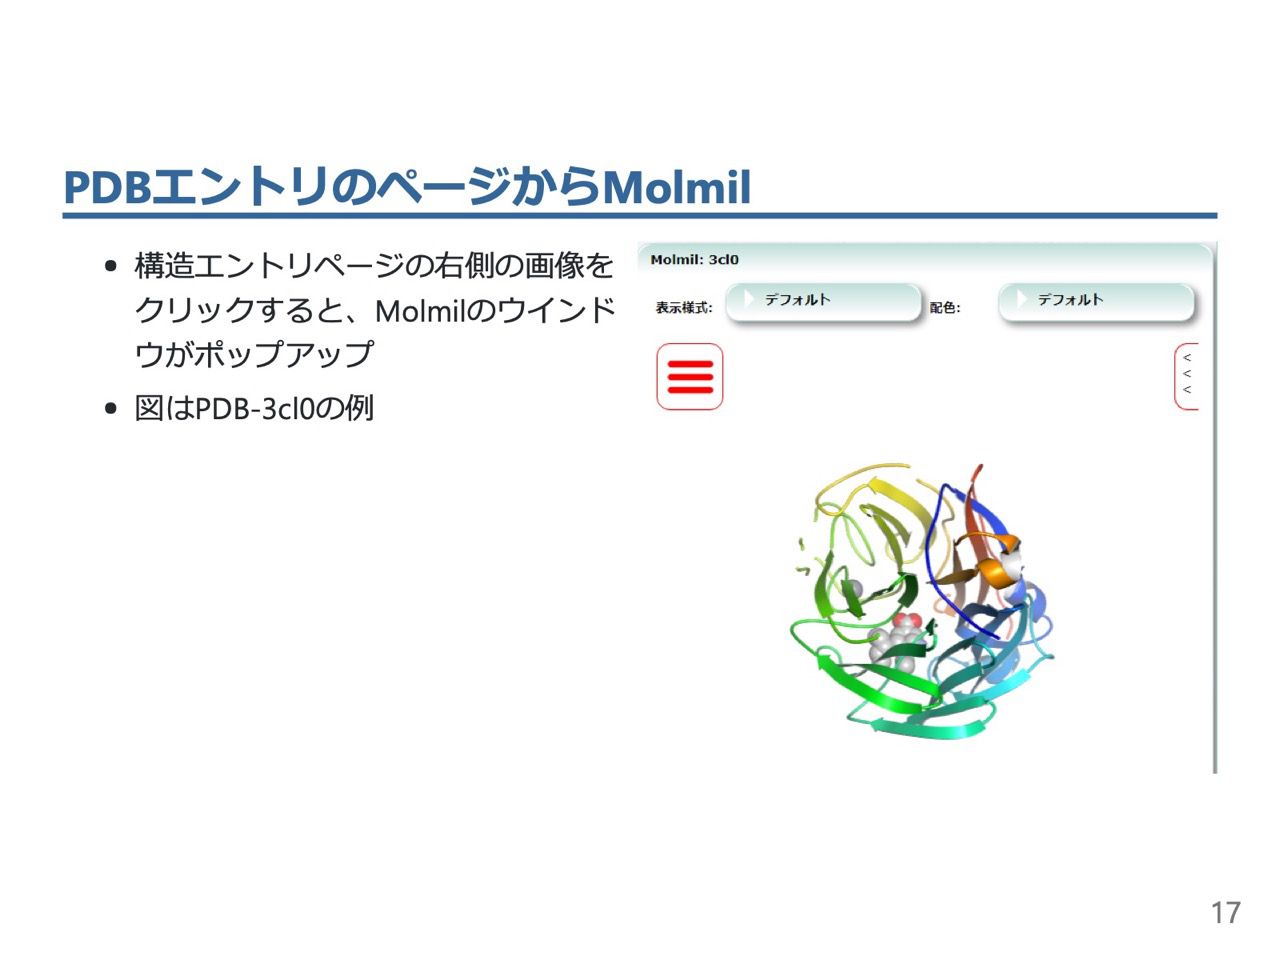 PDBエントリのページからMolmil
• 構造エントリページの右側の画像を
クリックすると、Molmilのウインド
ウがポップアップ
• 図はPDB-3cl0の例
Molmil: 3cl0
表示様式: デフォルト 配色: デフォルト
<
<
<
17